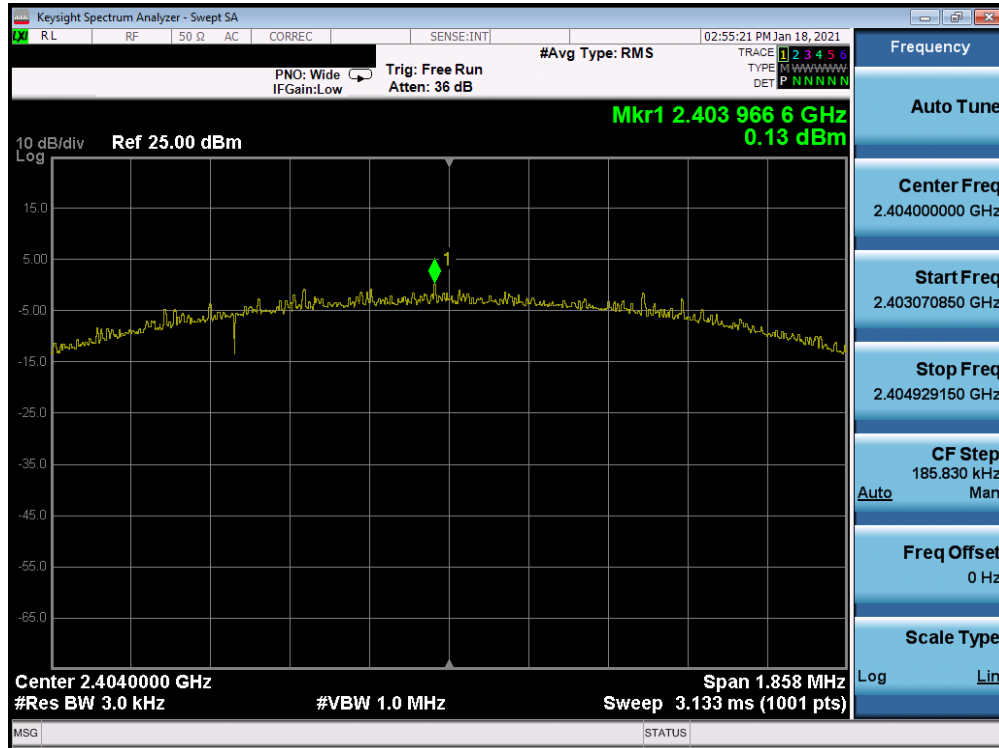 Keysight Spectrum Analyzer - Swept SA
LXI RL RF 50 Ω AC CORREC SENSE:INT 02:55:21 PM Jan 18, 2021
#Avg Type: RMS TRACE 1 2 3 4 5 6
PNO: Wide Trig: Free Run TYPE M WWWWW
IFGain:Low Atten: 36 dB DET P N N N N N
Mkr1 2.403 966 6 GHz
10 dB/div Ref 25.00 dBm 0.13 dBm
Log
15.0
5.00
1
-5.00
-15.0
-25.0
-35.0
-45.0
-55.0
-65.0
Center 2.4040000 GHz Span 1.858 MHz
#Res BW 3.0 kHz #VBW 1.0 MHz Sweep 3.133 ms (1001 pts)
MSG STATUS
Frequency
Auto Tune
Center Freq
2.404000000 GHz
Start Freq
2.403070850 GHz
Stop Freq
2.404929150 GHz
CF Step
185.830 kHz
Auto Man
Freq Offset
0 Hz
Scale Type
Log Lin